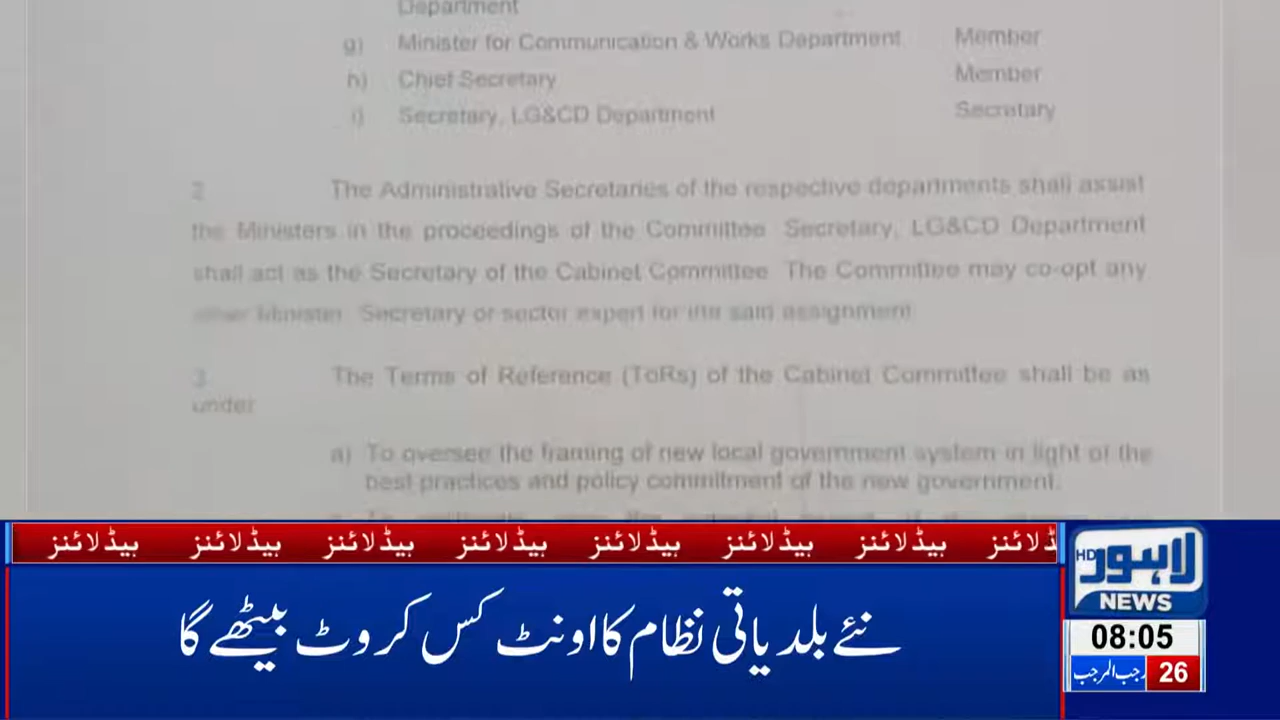 Department
g) Minister for Communication & Works Department Member
h) Chief Secretary Member
i) Secretary, LG&CD Department Secretary
2. The Administrative Secretaries of the respective departments shall assist
the Ministers in the proceedings of the Committee. Secretary, LG&CD Department
shall act as the Secretary of the Cabinet Committee. The Committee may co-opt any
other Minister, Secretary or sector expert for the said assignment.
3. The Terms of Reference (ToRs) of the Cabinet Committee shall be as
under
a) To oversee the framing of new local government system in light of the
best practices and policy commitment of the new government.
ہیڈلائنز ہیڈلائنز ہیڈلائنز ہیڈلائنز ہیڈلائنز ہیڈلائنز ہیڈلائنز ڈلائنز
نئے بلدیاتی نظام کا اونٹ کس کروٹ بیٹھے گا
HD لاہور
NEWS
08:05
رجب المرجب 26